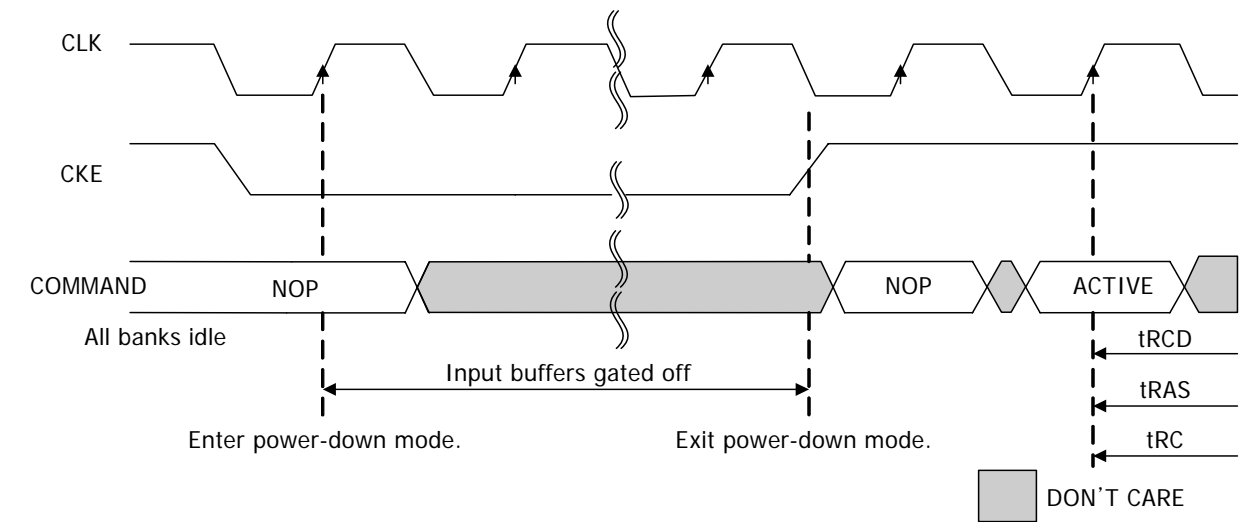 CLK
CKE
COMMAND
NOP
NOP
ACTIVE
All banks idle
tRCD
Input buffers gated off
tRAS
Enter power-down mode.
Exit power-down mode.
tRC
DON'T CARE